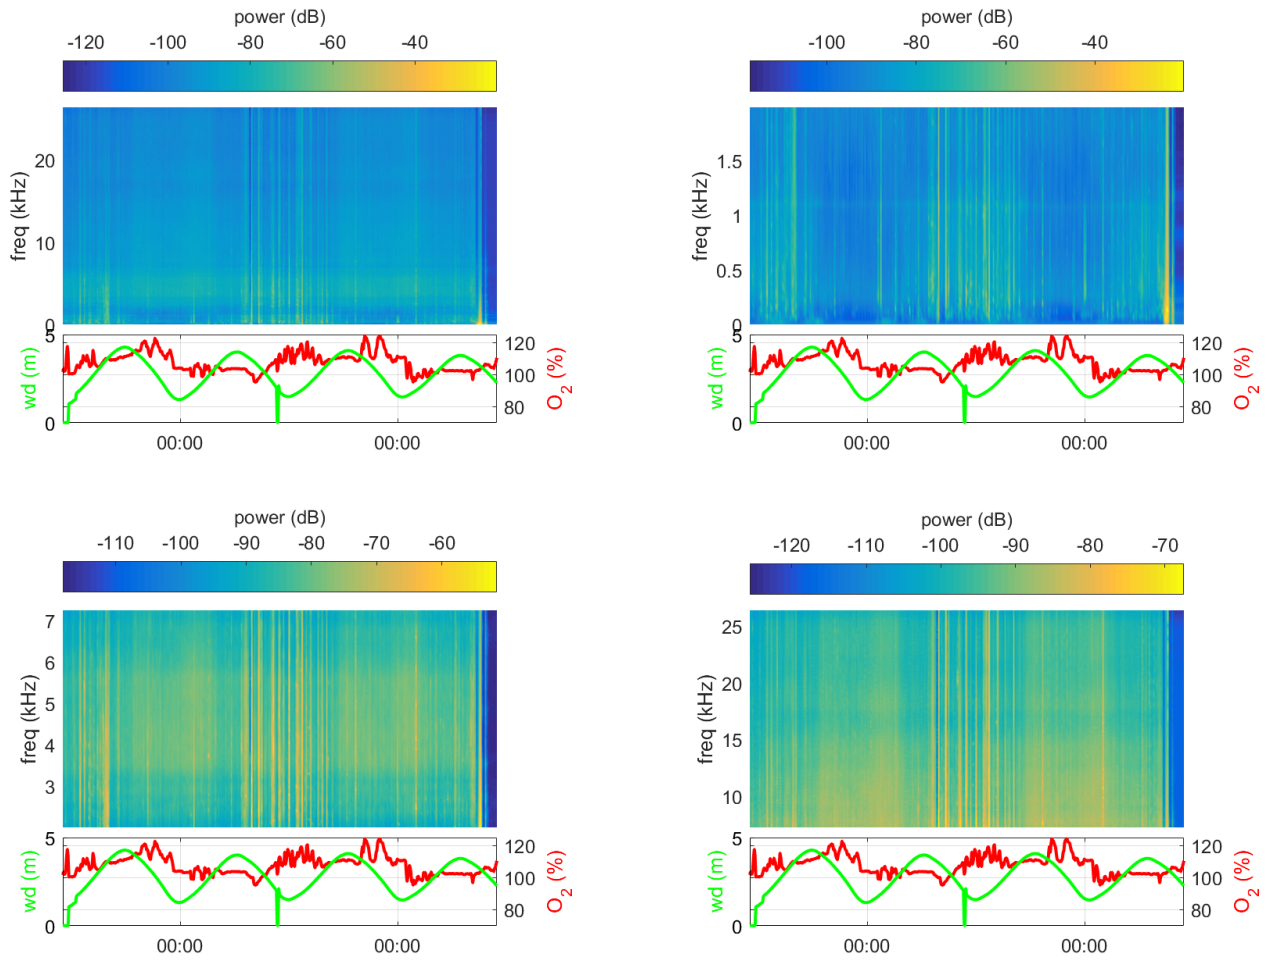 power (dB)
-120 -100 -80 -60 -40
freq (kHz)
20
10
0
wd (m)
5
0
120
100
80
O2 (%)
00:00 00:00
power (dB)
-100 -80 -60 -40
freq (kHz)
1.5
1
0.5
0
wd (m)
5
0
120
100
80
O2 (%)
00:00 00:00
power (dB)
-110 -100 -90 -80 -70 -60
freq (kHz)
7
6
5
4
3
wd (m)
5
0
120
100
80
O2 (%)
00:00 00:00
power (dB)
-120 -110 -100 -90 -80 -70
freq (kHz)
25
20
15
10
wd (m)
5
0
120
100
80
O2 (%)
00:00 00:00